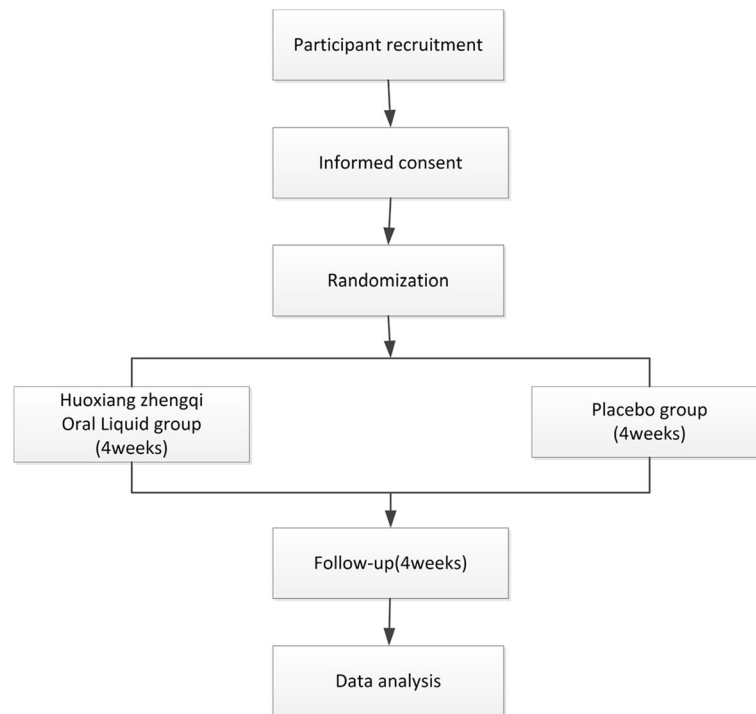 Participant recruitment
Informed consent
Randomization
Huoxiang zhengqi
Oral Liquid group
(4weeks)
Placebo group
(4weeks)
Follow-up(4weeks)
Data analysis